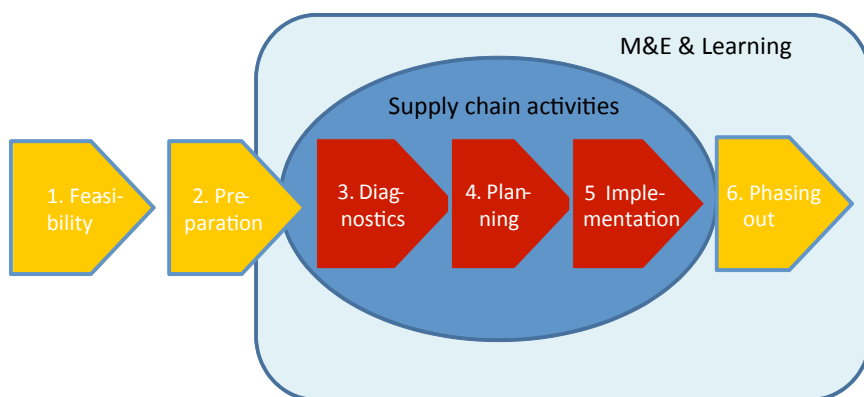 M&E & Learning
Supply chain activities
1. Feasi-
bility
2. Pre-
paration
3. Diag-
nostics
4. Plan-
ning
5 Imple-
mentation
6. Phasing
out